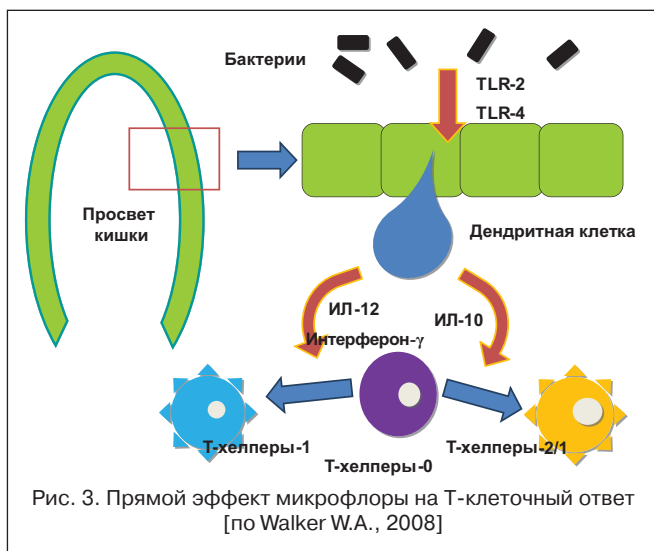 Бактерии
TLR-2
TLR-4
Просвет
кишки
Дендритная клетка
ИЛ-12
ИЛ-10
Интерферон-γ
Т-хелперы-1
Т-хелперы-2/1
Т-хелперы-0
Рис. 3. Прямой эффект микрофлоры на Т-клеточный ответ
[по Walker W.A., 2008]